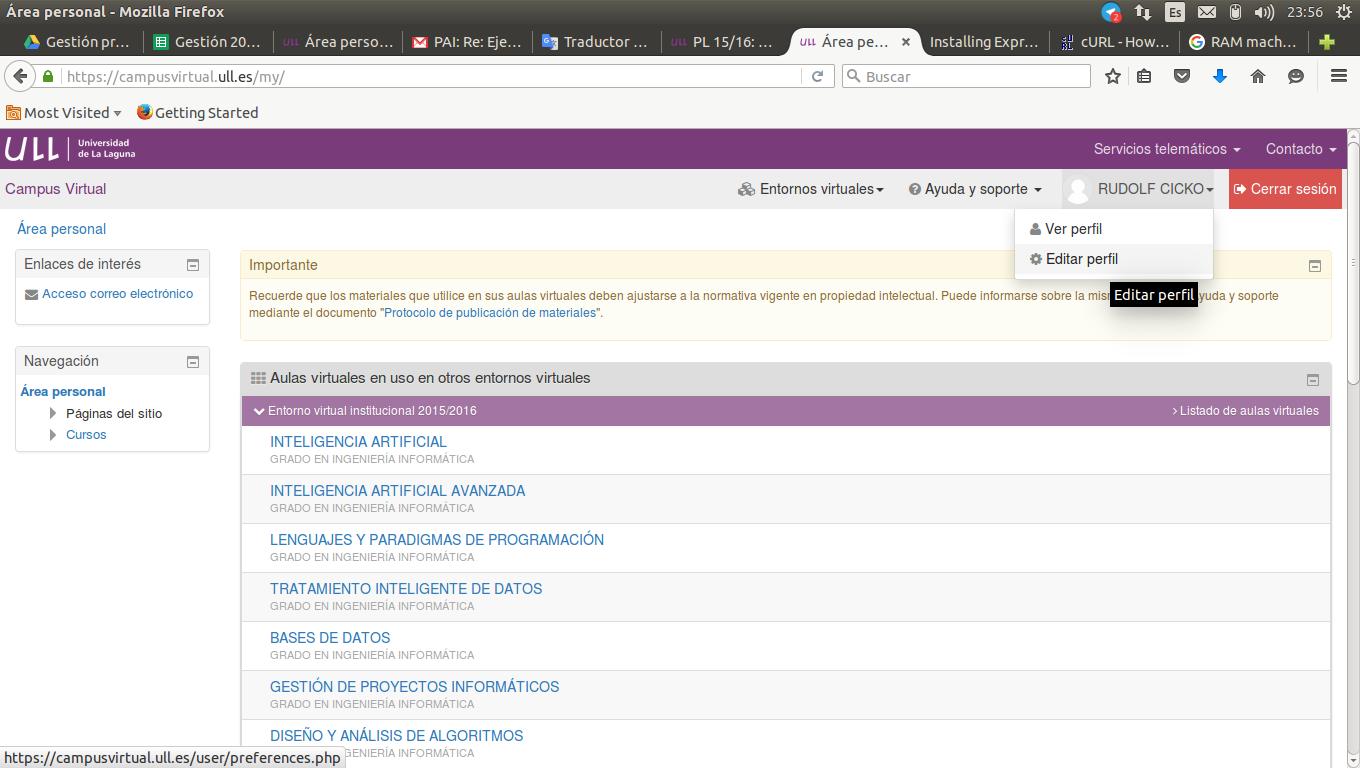 Área personal - Mozilla Firefox
2
Es
23:56
Gestión pr...
Gestión 20...
ULL Área perso...
PAI: Re: Eje...
Traductor ...
ULL PL 15/16: ...
ULL Área pe...
Installing Expr...
cURL - How...
RAM mach...
https://campusvirtual.ull.es/my/
Buscar
Most Visited
Getting Started
ULL Universidad
de La Laguna
Servicios telemáticos
Contacto
Campus Virtual
Entornos virtuales
Ayuda y soporte
RUDOLF CICKO
Cerrar sesión
Ver perfil
Editar perfil
Editar perfil
Área personal
Enlaces de interés
Acceso correo electrónico
Navegación
Área personal
Páginas del sitio
Cursos
Importante
Recuerde que los materiales que utilice en sus aulas virtuales deben ajustarse a la normativa vigente en propiedad intelectual. Puede informarse sobre la soporte
mediante el documento "Protocolo de publicación de materiales".
Aulas virtuales en uso en otros entornos virtuales
Entorno virtual institucional 2015/2016
Listado de aulas virtuales
INTELIGENCIA ARTIFICIAL
GRADO EN INGENIERÍA INFORMÁTICA
INTELIGENCIA ARTIFICIAL AVANZADA
GRADO EN INGENIERÍA INFORMÁTICA
LENGUAJES Y PARADIGMAS DE PROGRAMACIÓN
GRADO EN INGENIERÍA INFORMÁTICA
TRATAMIENTO INTELIGENTE DE DATOS
GRADO EN INGENIERÍA INFORMÁTICA
BASES DE DATOS
GRADO EN INGENIERÍA INFORMÁTICA
GESTIÓN DE PROYECTOS INFORMÁTICOS
GRADO EN INGENIERÍA INFORMÁTICA
DISEÑO Y ANÁLISIS DE ALGORITMOS
INGENIERÍA INFORMÁTICA
https://campusvirtual.ull.es/user/preferences.php